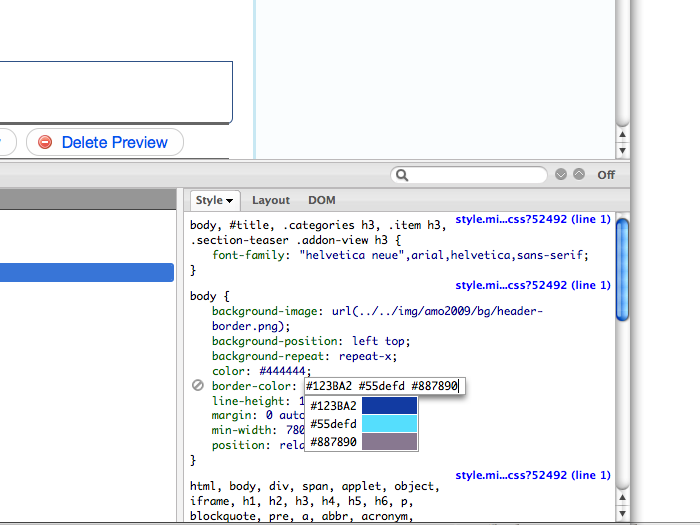 Delete Preview
Off
Style Layout DOM
style.mi...css?52492 (line 1)
body, #title, .categories h3, .item h3,
.section-teaser .addon-view h3 {
font-family: "helvetica neue",arial,helvetica,sans-serif;
}
style.mi...css?52492 (line 1)
body {
background-image: url(../../img/amo2009/bg/header-
border.png);
background-position: left top;
background-repeat: repeat-x;
color: #444444;
border-color: #123BA2 #55defd #887890
line-height: 1
#123BA2
margin: 0 auto
#55defd
min-width: 780
#887890
position: rela
}
style.mi...css?52492 (line 1)
html, body, div, span, applet, object,
iframe, h1, h2, h3, h4, h5, h6, p,
blockquote, pre, a, abbr, acronym,